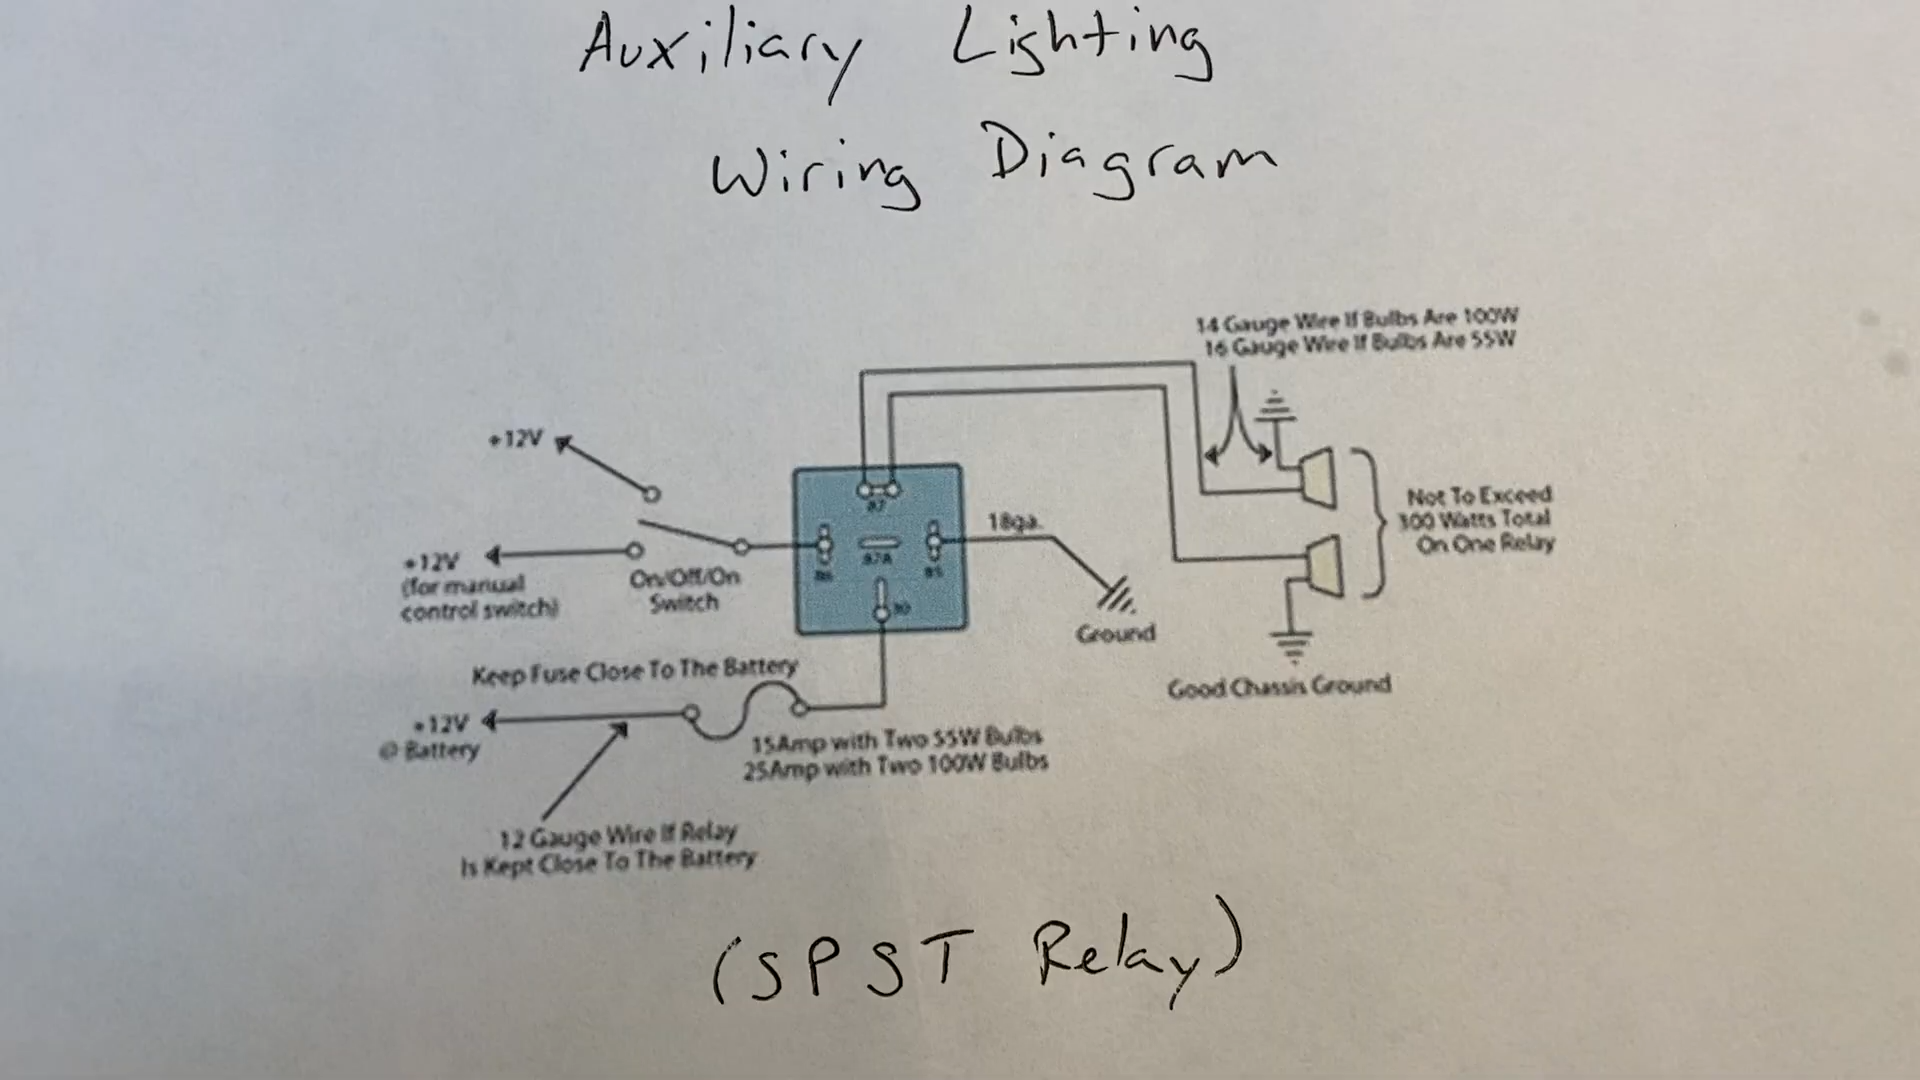 Auxiliary Lighting
Wiring Diagram
14 Gauge Wire If Bulbs Are 100W
16 Gauge Wire If Bulbs Are 55W
+12V
87
18ga.
Not To Exceed
300 Watts Total
On One Relay
+12V
(for manual
control switch)
On/Off/On
Switch
86
87A
85
30
Ground
Keep Fuse Close To The Battery
Good Chassis Ground
+12V
@ Battery
15Amp with Two 55W Bulbs
25Amp with Two 100W Bulbs
12 Gauge Wire If Relay
Is Kept Close To The Battery
(SPST Relay)